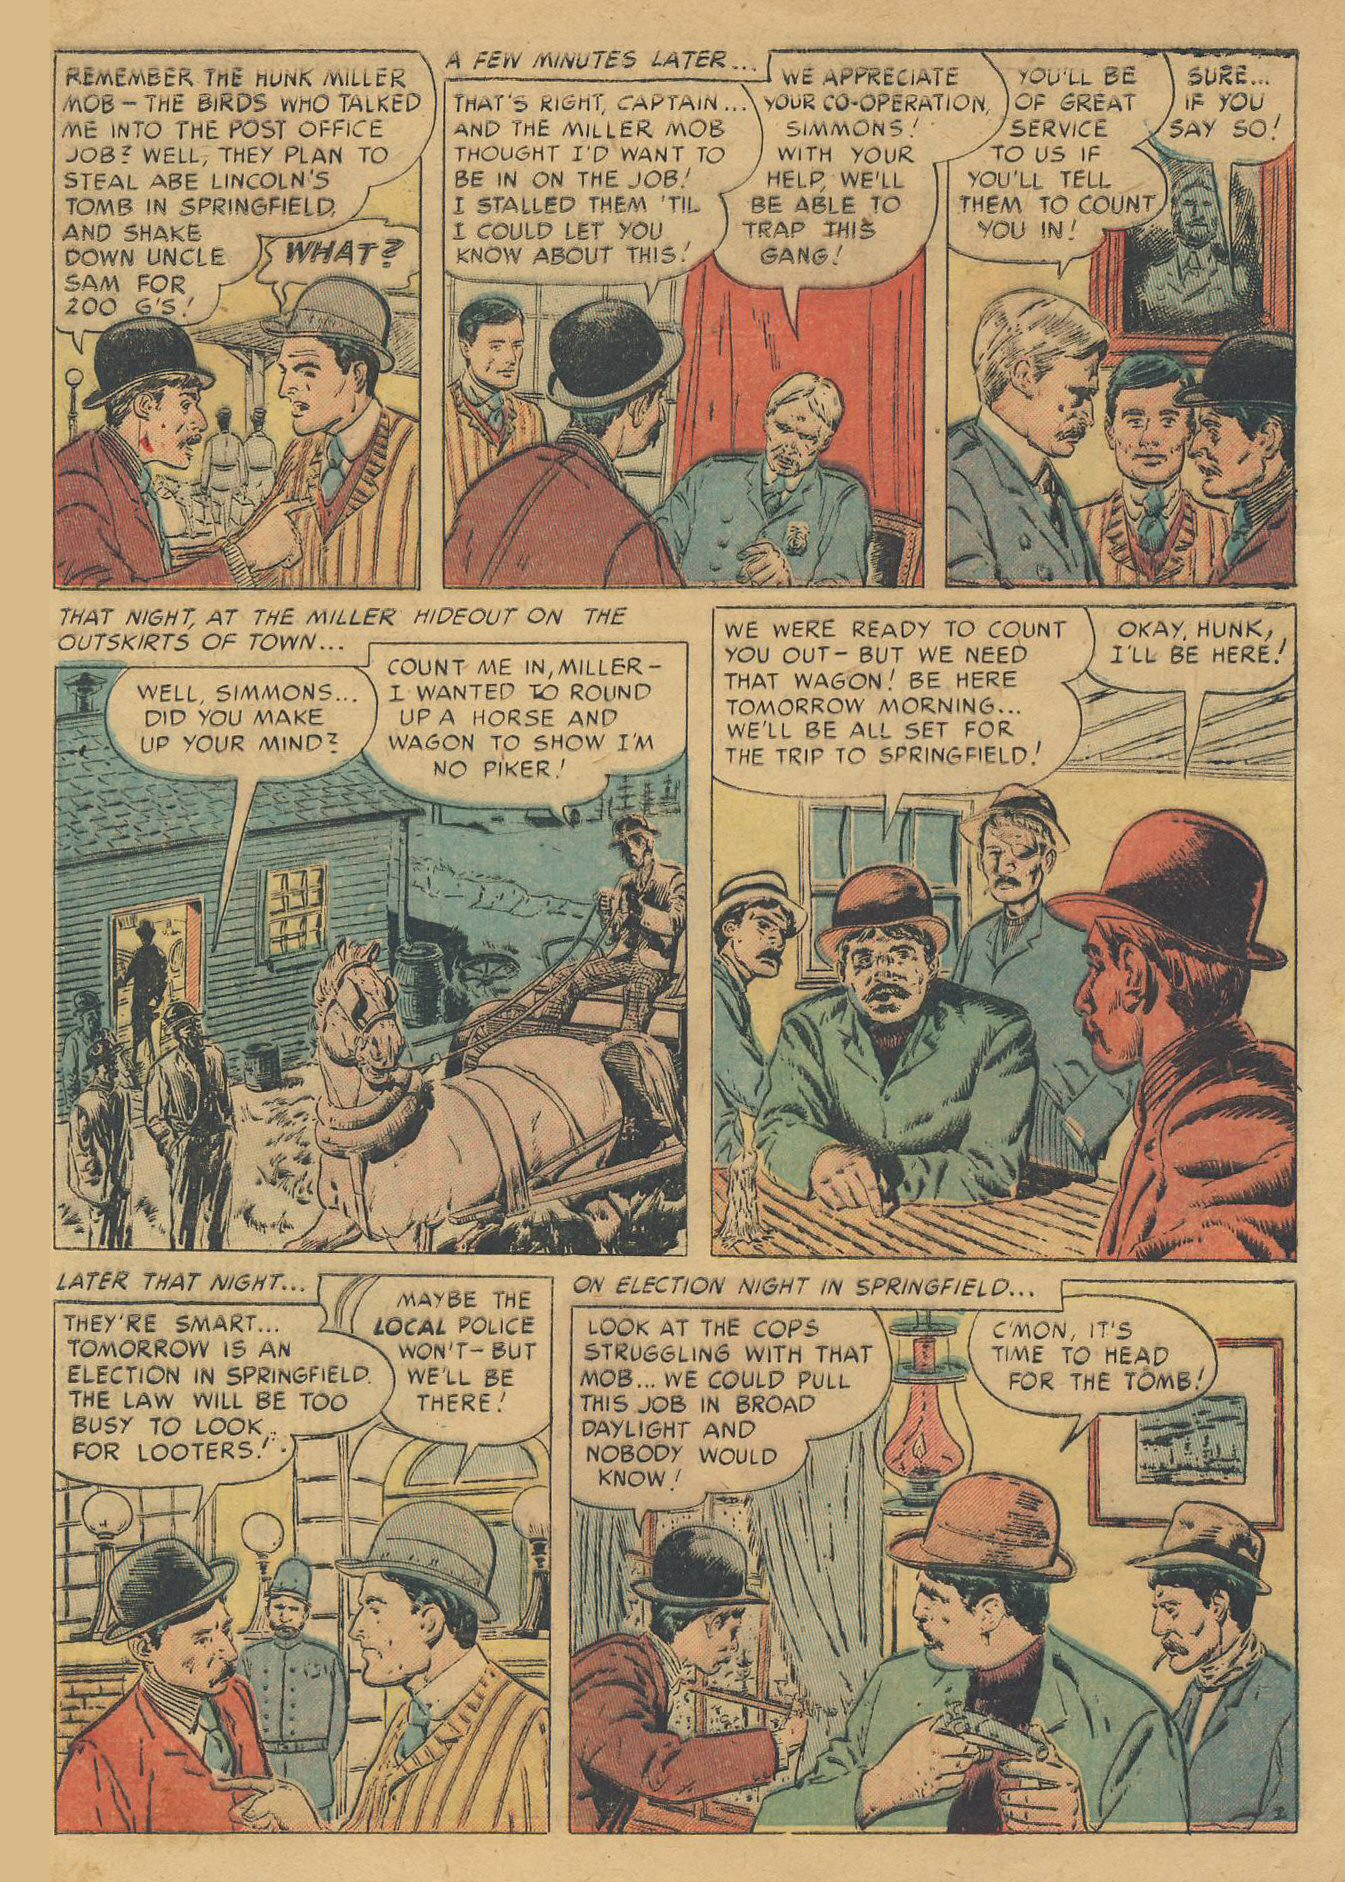 REMEMBER THE HUNK MILLER
MOB - THE BIRDS WHO TALKED
ME INTO THE POST OFFICE
JOB? WELL, THEY PLAN TO
STEAL ABE LINCOLN'S
TOMB IN SPRINGFIELD,
AND SHAKE
DOWN UNCLE
SAM FOR
200 G'S!
WHAT?
A FEW MINUTES LATER...
THAT'S RIGHT, CAPTAIN...
AND THE MILLER MOB
THOUGHT I'D WANT TO
BE IN ON THE JOB!
I STALLED THEM 'TIL
I COULD LET YOU
KNOW ABOUT THIS!
WE APPRECIATE
YOUR CO-OPERATION,
SIMMONS!
WITH YOUR
HELP, WE'LL
BE ABLE TO
TRAP THIS
GANG!
YOU'LL BE
OF GREAT
SERVICE
TO US IF
YOU'LL TELL
THEM TO COUNT
YOU IN!
SURE...
IF YOU
SAY SO!
THAT NIGHT, AT THE MILLER HIDEOUT ON THE
OUTSKIRTS OF TOWN...
WELL, SIMMONS...
DID YOU MAKE
UP YOUR MIND?
COUNT ME IN, MILLER -
I WANTED TO ROUND
UP A HORSE AND
WAGON TO SHOW I'M
NO PIKER!
WE WERE READY TO COUNT
YOU OUT - BUT WE NEED
THAT WAGON! BE HERE
TOMORROW MORNING...
WE'LL BE ALL SET FOR
THE TRIP TO SPRINGFIELD!
OKAY, HUNK,
I'LL BE HERE!
LATER THAT NIGHT...
THEY'RE SMART...
TOMORROW IS AN
ELECTION IN SPRINGFIELD.
THE LAW WILL BE TOO
BUSY TO LOOK
FOR LOOTERS!
MAYBE THE
LOCAL POLICE
WON'T - BUT
WE'LL BE
THERE!
ON ELECTION NIGHT IN SPRINGFIELD...
LOOK AT THE COPS
STRUGGLING WITH THAT
MOB... WE COULD PULL
THIS JOB IN BROAD
DAYLIGHT AND
NOBODY WOULD
KNOW!
C'MON, IT'S
TIME TO HEAD
FOR THE TOMB!
2